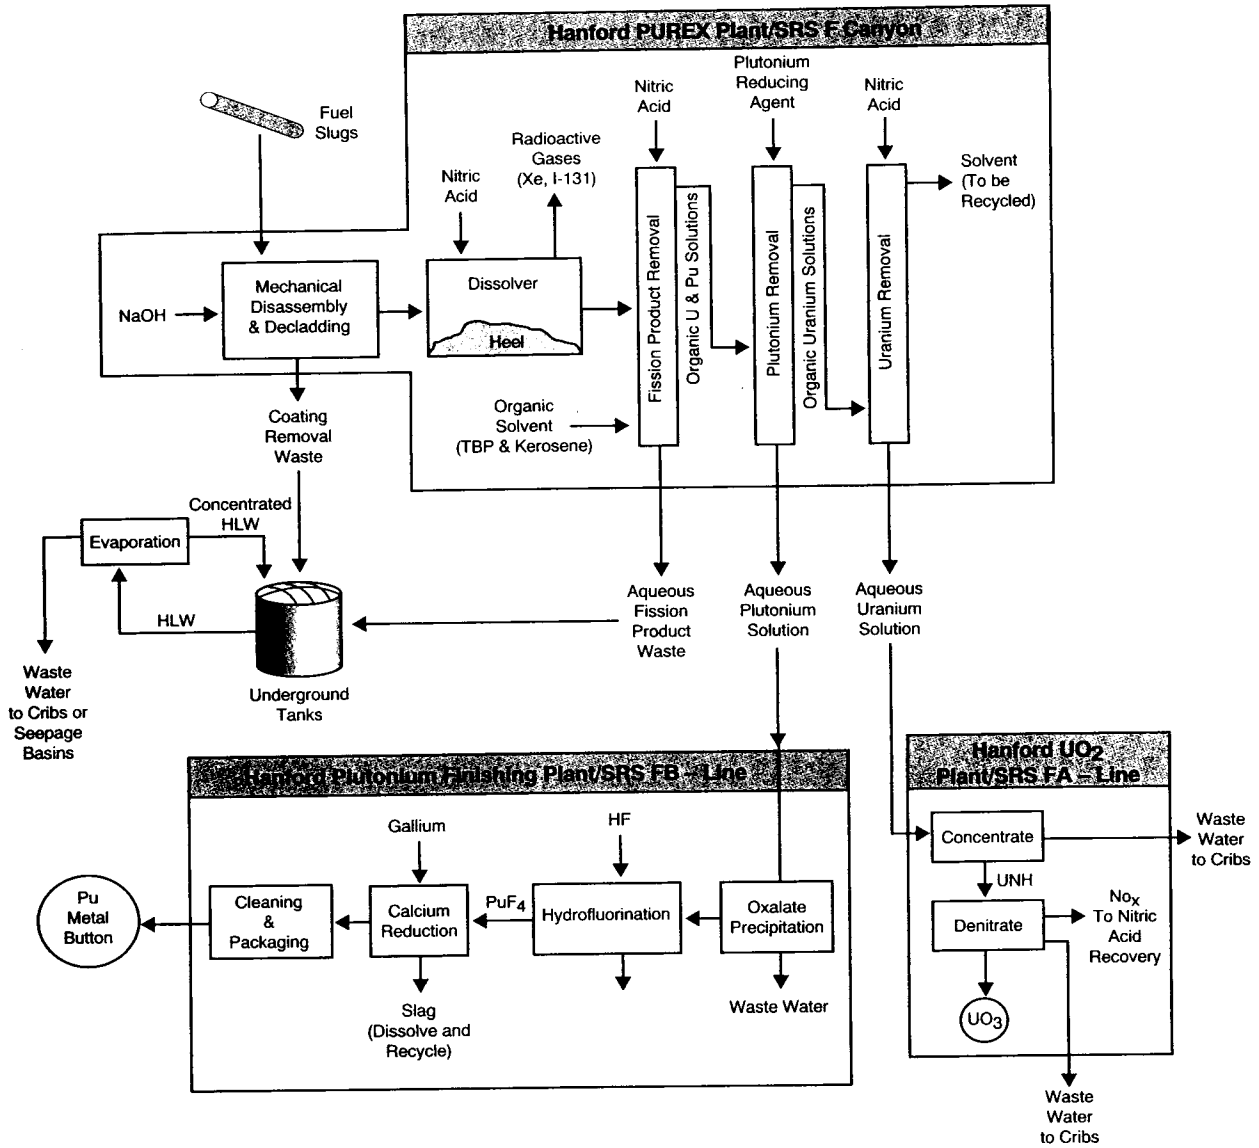 Hanford PUREX Plant/SRS F Canyon
Fuel
Slugs
Nitric
Acid
Radioactive
Gases
(Xe, I-131)
Nitric
Acid
Plutonium
Reducing
Agent
Nitric
Acid
Solvent
(To be
Recycled)
NaOH
Mechanical
Disassembly
& Decladding
Dissolver
Heel
Fission Product Removal
Organic U & Pu Solutions
Plutonium Removal
Organic Uranium Solutions
Uranium Removal
Organic
Solvent
(TBP & Kerosene)
Coating
Removal
Waste
Concentrated
HLW
Evaporation
HLW
Waste
Water
to Cribs or
Seepage
Basins
Underground
Tanks
Aqueous
Fission
Product
Waste
Aqueous
Plutonium
Solution
Aqueous
Uranium
Solution
Hanford Plutonium Finishing Plant/SRS FB – Line
Gallium
HF
Pu
Metal
Button
Cleaning
&
Packaging
Calcium
Reduction
PuF4
Hydrofluorination
Oxalate
Precipitation
Slag
(Dissolve and
Recycle)
Waste Water
Hanford UO2
Plant/SRS FA – Line
Concentrate
Waste
Water
to Cribs
UNH
Denitrate
Nox
To Nitric
Acid
Recovery
UO3
Waste
Water
to Cribs